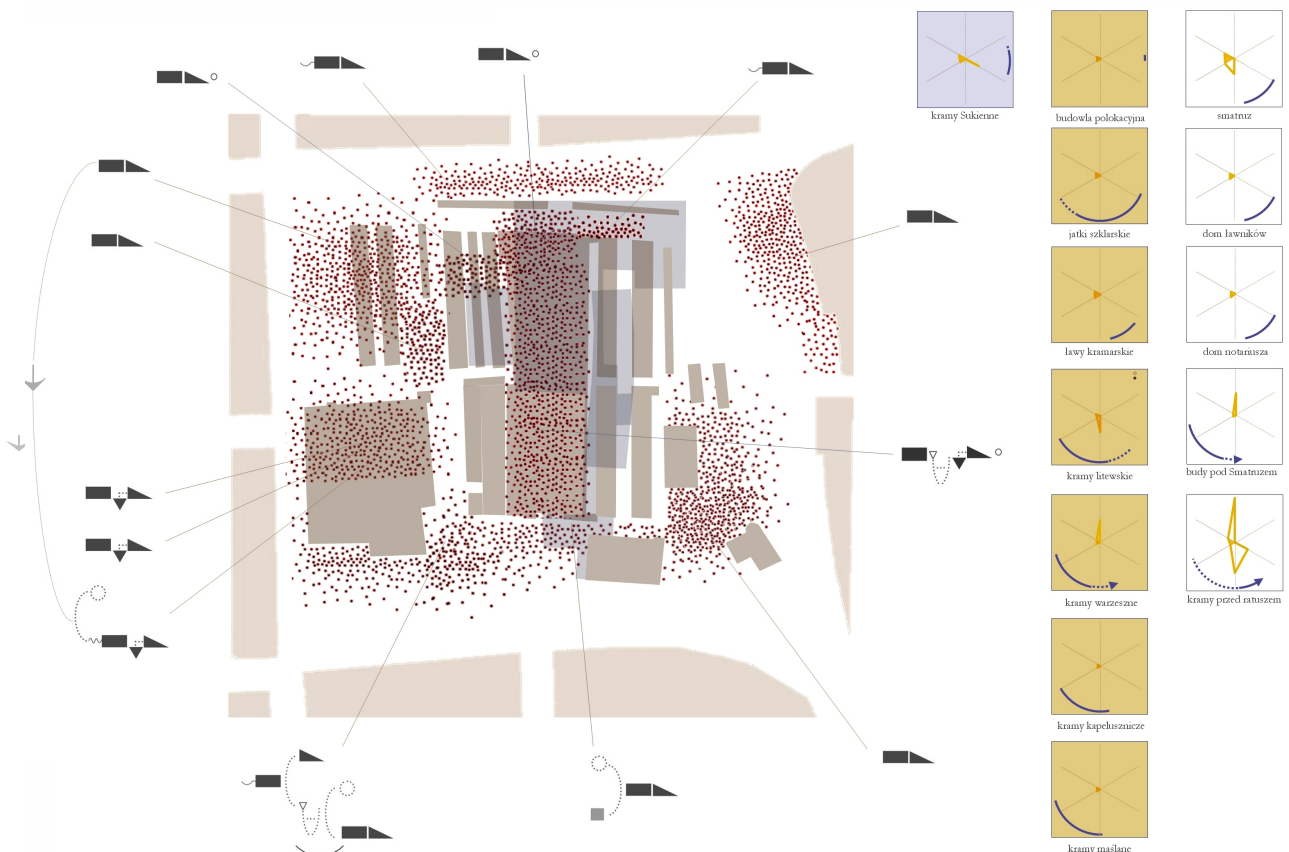 kramy Sukienne
budowla polokacyjna
smatruz
jatki szklarskie
dom ławników
ławy kramarskie
dom notariusza
kramy litewskie
budy pod Smatruzem
kramy warzeszne
kramy przed ratuszem
kramy kapelusznicze
kramy maślane